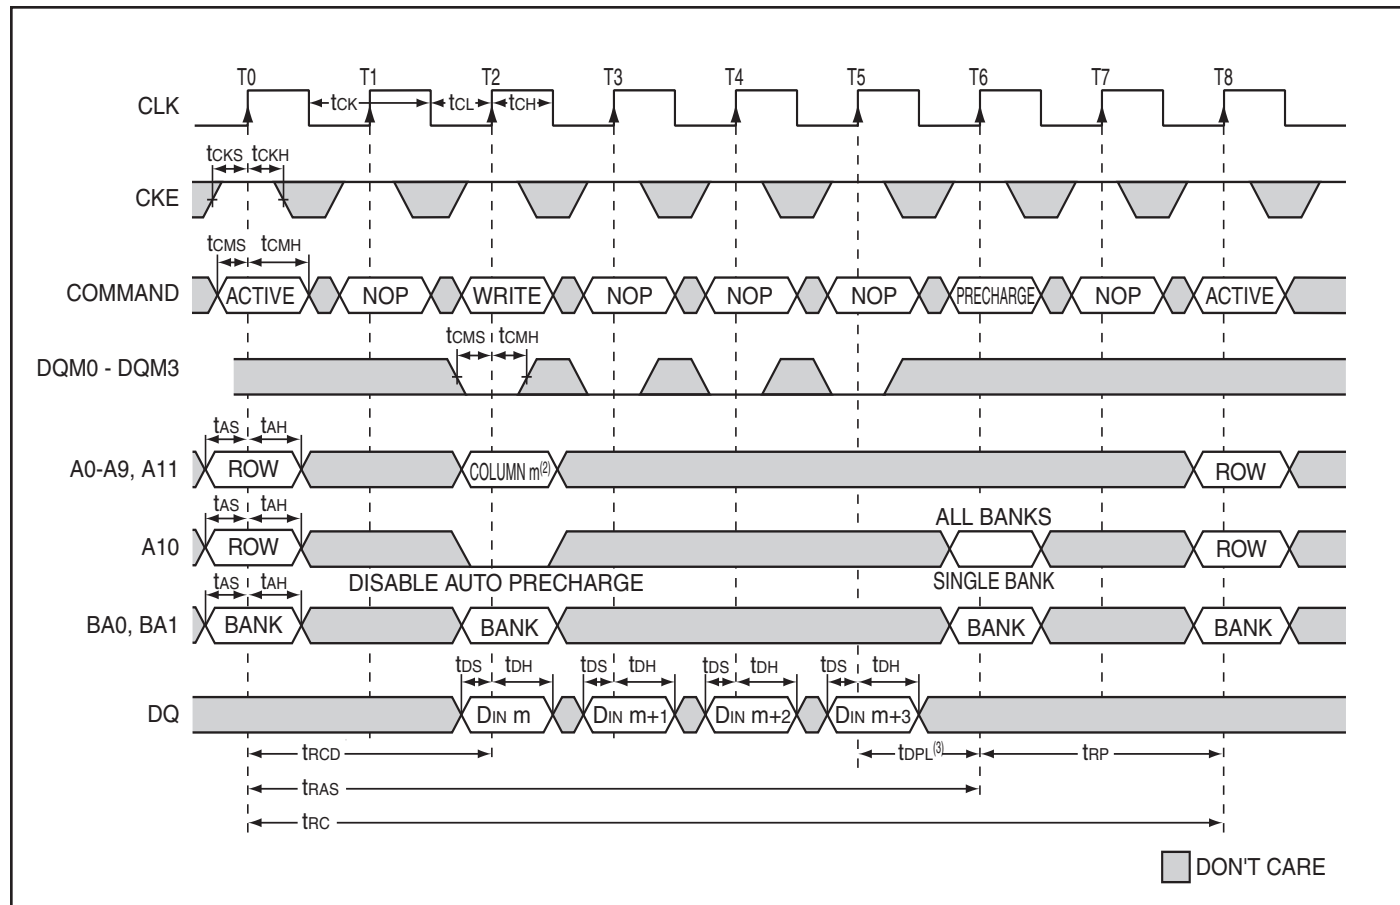 T0 T1 T2 T3 T4 T5 T6 T7 T8
CLK tCK tCL tCH
tCKS tCKH
CKE
tCMS tCMH
COMMAND ACTIVE NOP WRITE NOP NOP NOP PRECHARGE NOP ACTIVE
tCMS tCMH
DQM0 - DQM3
tAS tAH
A0-A9, A11 ROW COLUMN m(2) ROW
tAS tAH ALL BANKS
A10 ROW ROW
tAS tAH DISABLE AUTO PRECHARGE SINGLE BANK
BA0, BA1 BANK BANK BANK BANK
tDS tDH tDS tDH tDS tDH tDS tDH
DQ DIN m DIN m+1 DIN m+2 DIN m+3
tRCD tDPL(3) tRP
tRAS
tRC
DON'T CARE